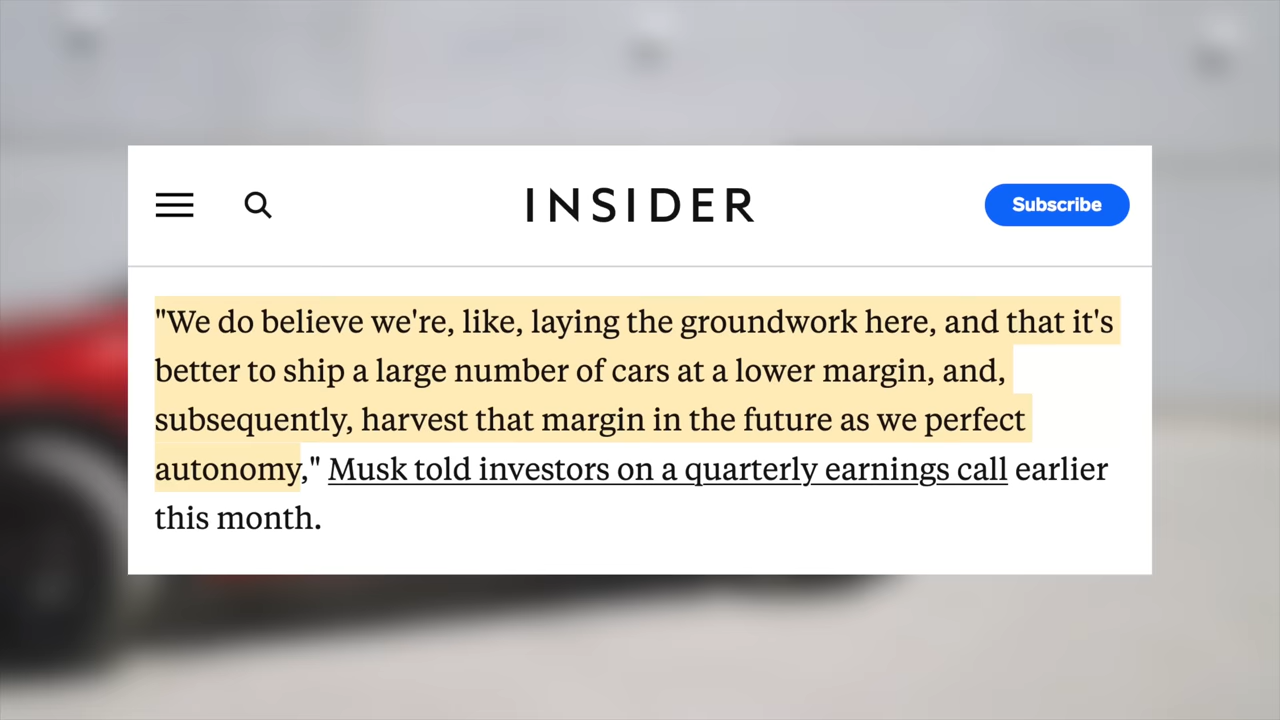 INSIDER
Subscribe
"We do believe we're, like, laying the groundwork here, and that it's
better to ship a large number of cars at a lower margin, and,
subsequently, harvest that margin in the future as we perfect
autonomy," Musk told investors on a quarterly earnings call earlier
this month.